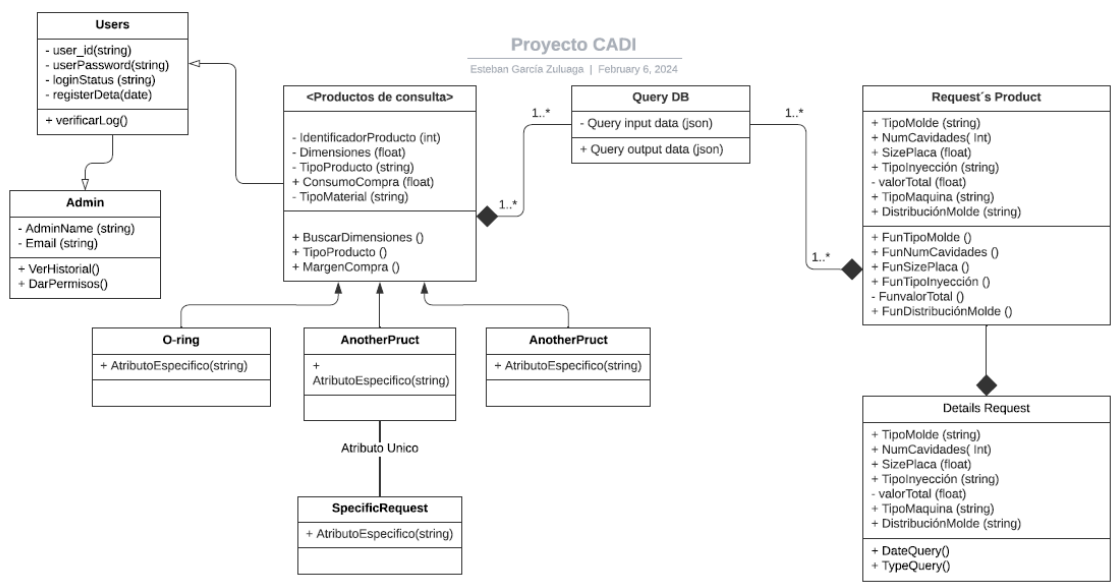 Proyecto CADI
Esteban García Zuluaga | February 6, 2024
Users
- user_id(string)
- userPassword(string)
- loginStatus (string)
- registerDeta(date)
+ verificarLog()
Admin
- AdminName (string)
- Email (string)
+ VerHistorial()
+ DarPermisos()
<Productos de consulta>
- IdentificadorProducto (int)
- Dimensiones (float)
- TipoProducto (string)
+ ConsumoCompra (float)
- TipoMaterial (string)
+ BuscarDimensiones ()
+ TipoProducto ()
+ MargenCompra ()
1..*
1..*
Query DB
- Query input data (json)
+ Query output data (json)
1..*
1..*
Request´s Product
+ TipoMolde (string)
+ NumCavidades( Int)
+ SizePlaca (float)
+ TipoInyección (string)
- valorTotal (float)
+ TipoMaquina (string)
+ DistribuciónMolde (string)
+ FunTipoMolde ()
+ FunNumCavidades ()
+ FunSizePlaca ()
+ FunTipoInyección ()
- FunvalorTotal ()
+ FunDistribuciónMolde ()
O-ring
+ AtributoEspecifico(string)
AnotherPruct
+
AtributoEspecifico(string)
AnotherPruct
+ AtributoEspecifico(string)
Atributo Unico
SpecificRequest
+ AtributoEspecifico(string)
Details Request
+ TipoMolde (string)
+ NumCavidades( Int)
+ SizePlaca (float)
+ TipoInyección (string)
- valorTotal (float)
+ TipoMaquina (string)
+ DistribuciónMolde (string)
+ DateQuery()
+ TypeQuery()